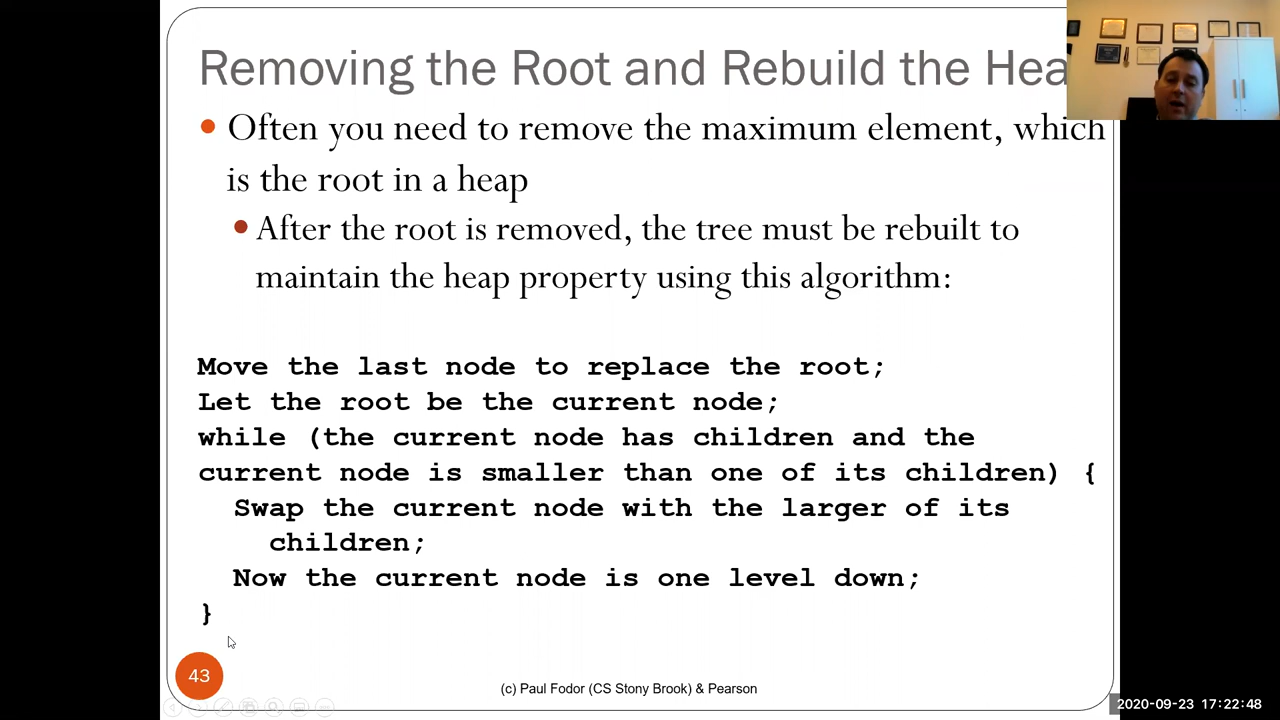 Removing the Root and Rebuild the Hea
• Often you need to remove the maximum element, which
is the root in a heap
• After the root is removed, the tree must be rebuilt to
maintain the heap property using this algorithm:
Move the last node to replace the root;
Let the root be the current node;
while (the current node has children and the
current node is smaller than one of its children) {
Swap the current node with the larger of its
children;
Now the current node is one level down;
}
43
(c) Paul Fodor (CS Stony Brook) & Pearson
2020-09-23 17:22:48